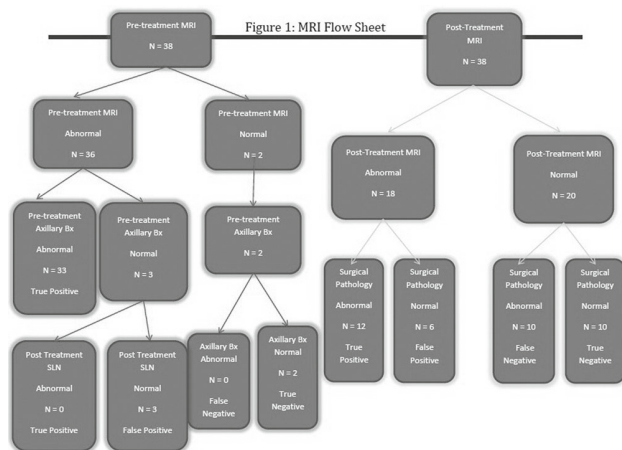 Figure 1: MRI Flow Sheet
Pre-treatment MRI
N = 38
Pre-treatment MRI
Abnormal
N = 36
Pre-treatment MRI
Normal
N = 2
Pre-treatment
Axillary Bx
Abnormal
N = 33
True Positive
Pre-treatment
Axillary Bx
Normal
N = 3
Pre-treatment
Axillary Bx
N = 2
Post Treatment
SLN
Abnormal
N = 0
True Positive
Post Treatment
SLN
Normal
N = 3
False Positive
Axillary Bx
Abnormal
N = 0
False
Negative
Axillary Bx
Normal
N = 2
True
Negative
Post-Treatment
MRI
N = 38
Post-Treatment MRI
Abnormal
N = 18
Post-Treatment MRI
Normal
N = 20
Surgical
Pathology
Abnormal
N = 12
True
Positive
Surgical
Pathology
Normal
N = 6
False
Positive
Surgical
Pathology
Abnormal
N = 10
False
Negative
Surgical
Pathology
Normal
N = 10
True
Negative